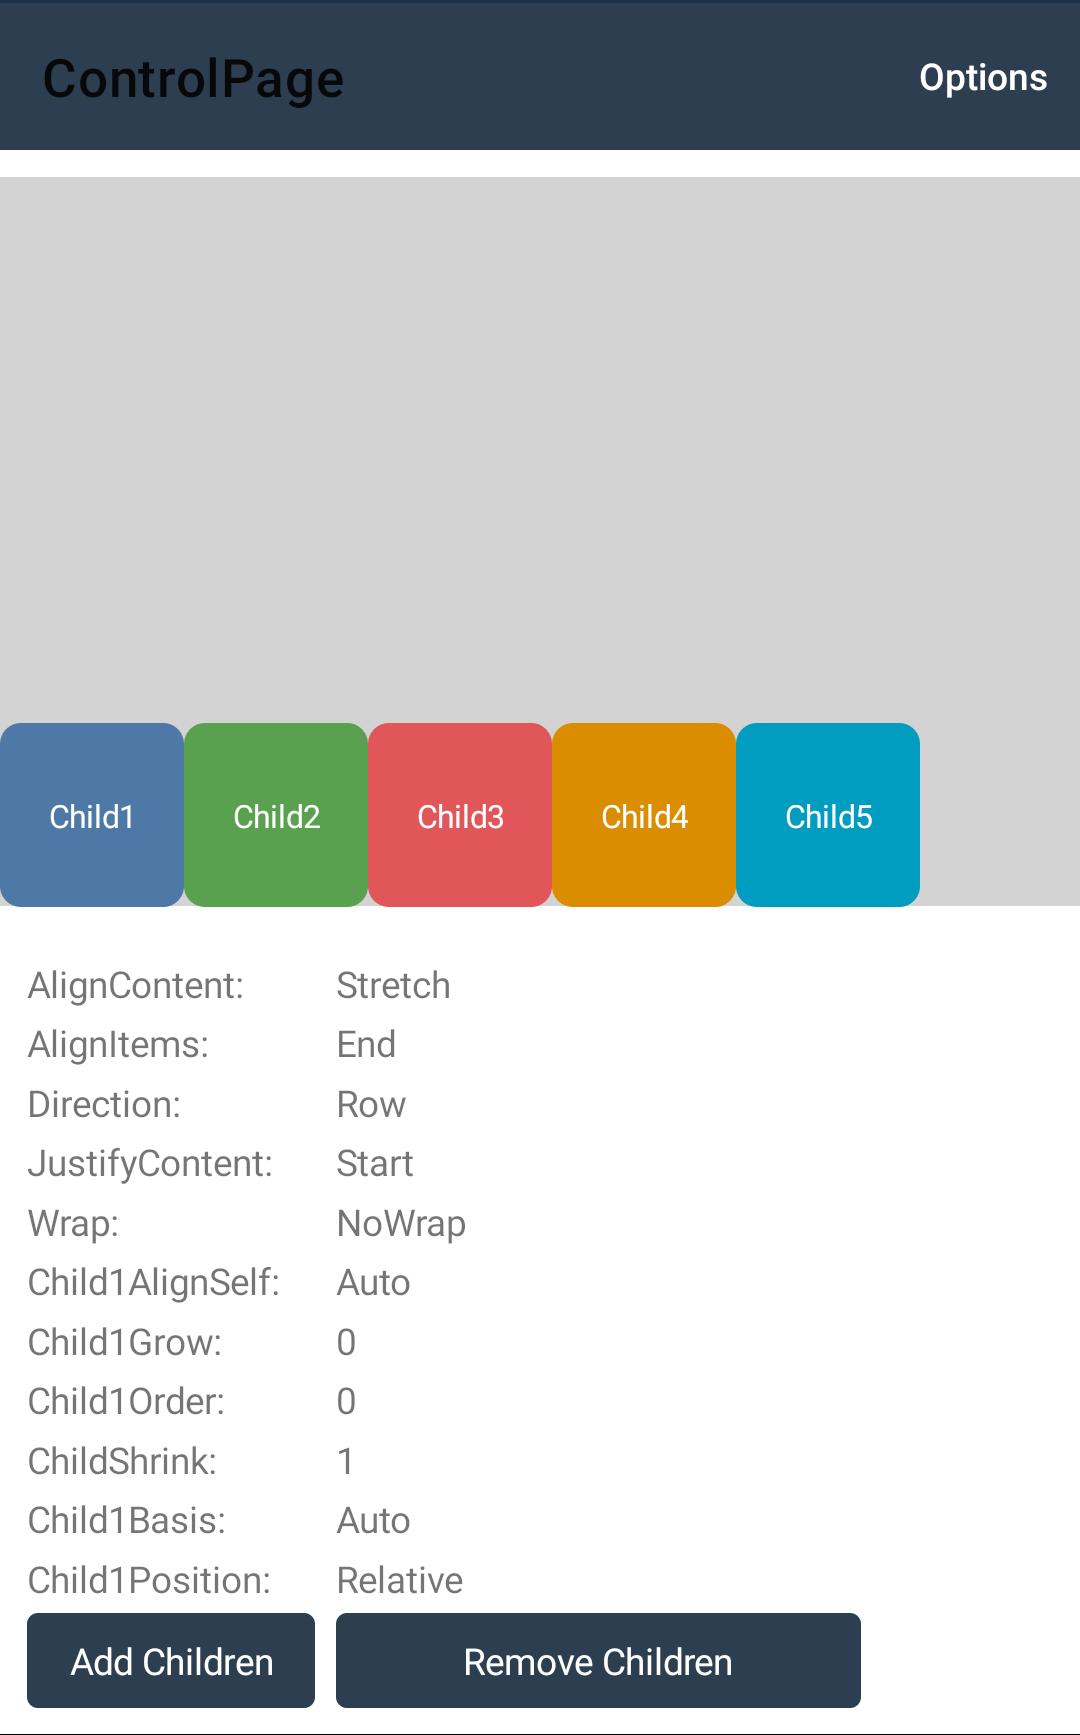 ControlPage Options
Child1 Child2 Child3 Child4 Child5
AlignContent: Stretch
AlignItems: End
Direction: Row
JustifyContent: Start
Wrap: NoWrap
Child1AlignSelf: Auto
Child1Grow: 0
Child1Order: 0
ChildShrink: 1
Child1Basis: Auto
Child1Position: Relative
Add Children Remove Children